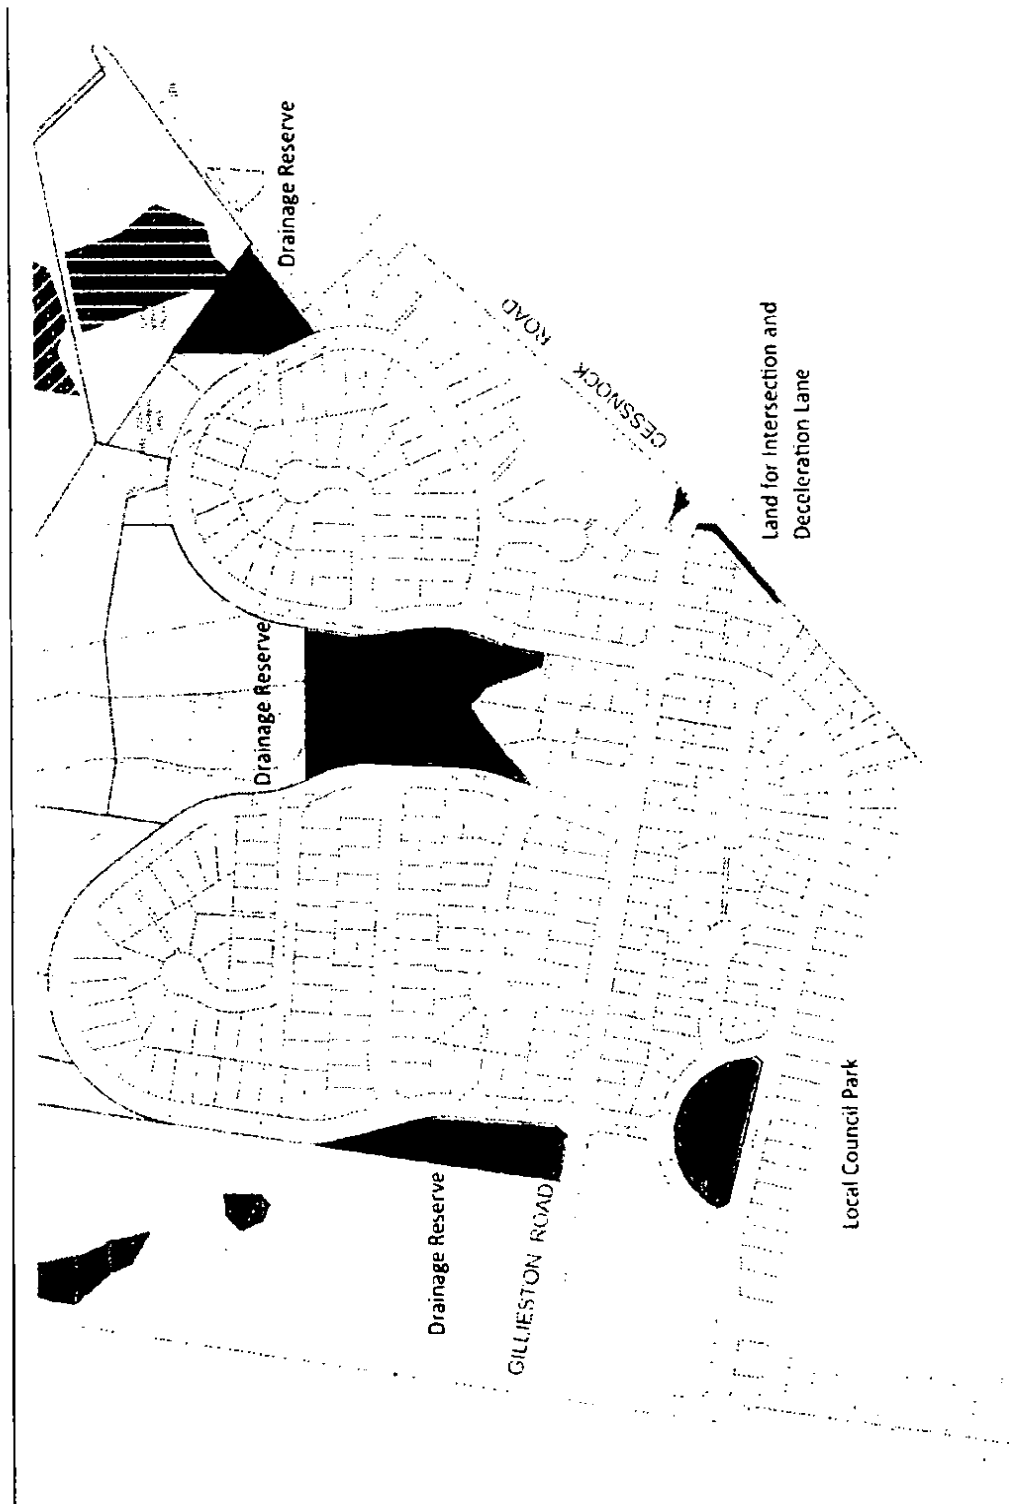 Drainage Reserve
CESSNOCK ROAD
Land for Intersection and
Deceleration Lane
Drainage Reserve
Drainage Reserve
GILLIESTON ROAD
Local Council Park